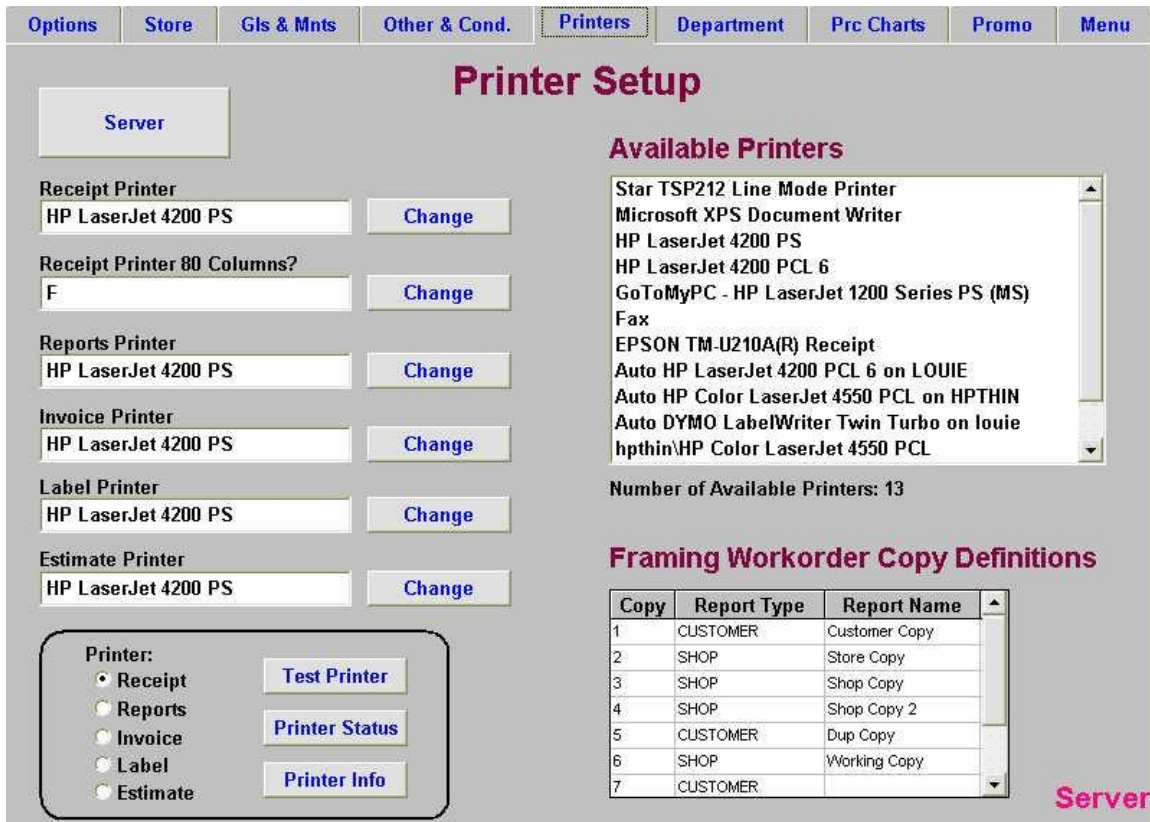 Options Store Gls & Mnts Other & Cond. Printers Department Prc Charts Promo Menu
Printer Setup
Server
Receipt Printer
HP LaserJet 4200 PS Change
Receipt Printer 80 Columns?
F Change
Reports Printer
HP LaserJet 4200 PS Change
Invoice Printer
HP LaserJet 4200 PS Change
Label Printer
HP LaserJet 4200 PS Change
Estimate Printer
HP LaserJet 4200 PS Change
Printer:
Receipt
Reports
Invoice
Label
Estimate
Test Printer
Printer Status
Printer Info
Available Printers
Star TSP212 Line Mode Printer
Microsoft XPS Document Writer
HP LaserJet 4200 PS
HP LaserJet 4200 PCL 6
GoToMyPC - HP LaserJet 1200 Series PS (MS)
Fax
EPSON TM-U210A(R) Receipt
Auto HP LaserJet 4200 PCL 6 on LOUIE
Auto HP Color LaserJet 4550 PCL on HPTHIN
Auto DYMO LabelWriter Twin Turbo on louie
hpthin\HP Color LaserJet 4550 PCL
Number of Available Printers: 13
Framing Workorder Copy Definitions
Copy Report Type Report Name
1 CUSTOMER Customer Copy
2 SHOP Store Copy
3 SHOP Shop Copy
4 SHOP Shop Copy 2
5 CUSTOMER Dup Copy
6 SHOP Working Copy
7 CUSTOMER
Server